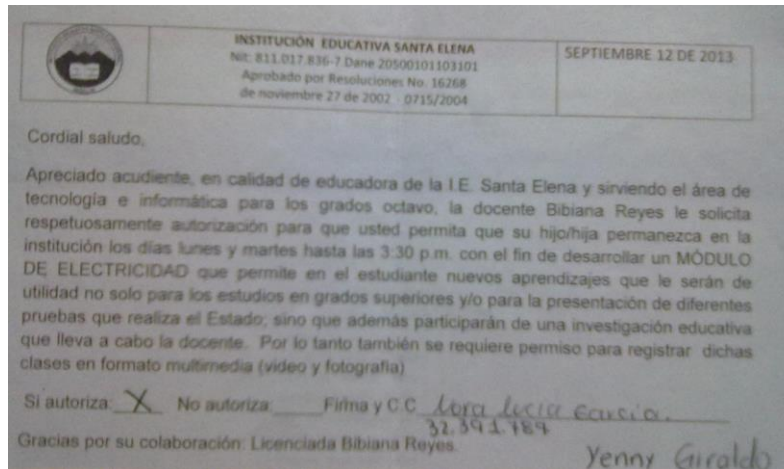 INSTITUCIÓN EDUCATIVA SANTA ELENA
Nit: 811.017.836-7 Dane 20500101103101
Aprobado por Resoluciones No. 16268
de noviembre 27 de 2002 - 0715/2004
SEPTIEMBRE 12 DE 2013
Cordial saludo,
Apreciado acudiente, en calidad de educadora de la I.E. Santa Elena y sirviendo el área de
tecnología e informática para los grados octavo, la docente Bibiana Reyes le solicita
respetuosamente autorización para que usted permita que su hijo/hija permanezca en la
institución los días lunes y martes hasta las 3:30 p.m. con el fin de desarrollar un MÓDULO
DE ELECTRICIDAD que permite en el estudiante nuevos aprendizajes que le serán de
utilidad no solo para los estudios en grados superiores y/o para la presentación de diferentes
pruebas que realiza el Estado; sino que además participarán de una investigación educativa
que lleva a cabo la docente. Por lo tanto también se requiere permiso para registrar dichas
clases en formato multimedia (video y fotografía)
Si autoriza: X No autoriza:_____Firma y C.C. Lucia Garcia.
32.391.789
Gracias por su colaboración: Licenciada Bibiana Reyes.
Yenny Giraldo